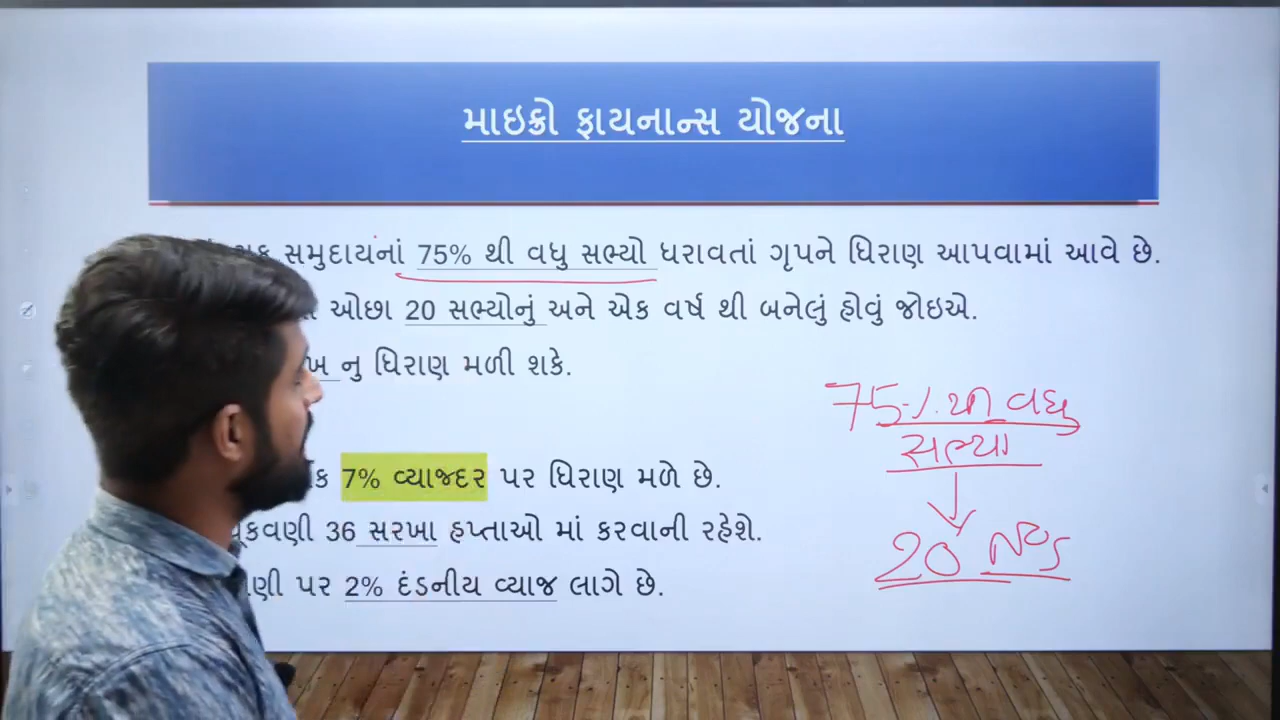 માઇક્રો ફાયનાન્સ યોજના
સમુદાયનાં 75% થી વધુ સભ્યો ધરાવતાં ગૃપને ધિરાણ આપવામાં આવે છે.
ઓછા 20 સભ્યોનું અને એક વર્ષ થી બનેલું હોવું જોઇએ.
નુ ધિરાણ મળી શકે.
75% થી વધુ
સભ્યો
7% વ્યાજદર પર ધિરાણ મળે છે.
36 સરખા હપ્તાઓ માં કરવાની રહેશે.
20 Nos
પર 2% દંડનીય વ્યાજ લાગે છે.